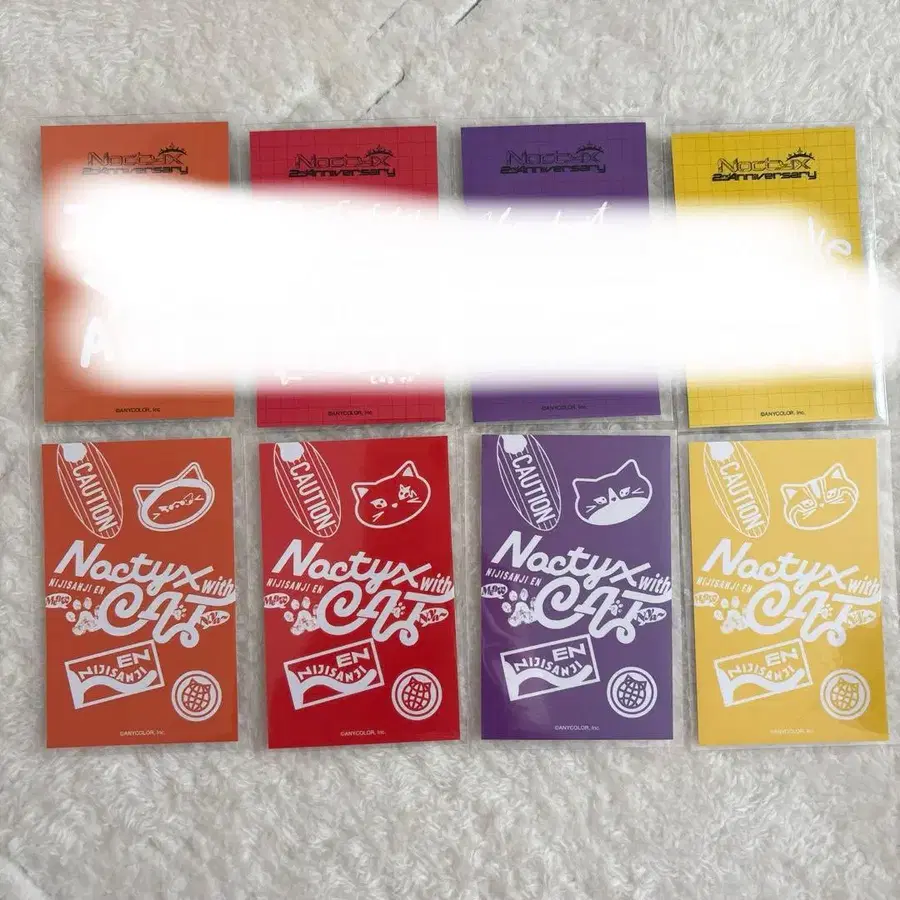 Noctyx
2nd Anniversary
©ANYCOLOR, Inc.
Noctyx
2nd Anniversary
©ANYCOLOR, Inc.
Noctyx
2nd Anniversary
©ANYCOLOR, Inc.
Noctyx
2nd Anniversary
©ANYCOLOR, Inc.
CAUTION
Noctyx with
NIJISANJI EN
CAT
EN
NIJISANJI
©ANYCOLOR, Inc.
CAUTION
Noctyx with
NIJISANJI EN
CAT
EN
NIJISANJI
©ANYCOLOR, Inc.
CAUTION
Noctyx with
NIJISANJI EN
CAT
EN
NIJISANJI
©ANYCOLOR, Inc.
CAUTION
Noctyx with
NIJISANJI EN
CAT
EN
NIJISANJI
©ANYCOLOR, Inc.